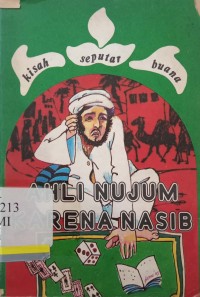 kisah seputar buana
AHLI NUJUM
KARENA NASIB
213
MI